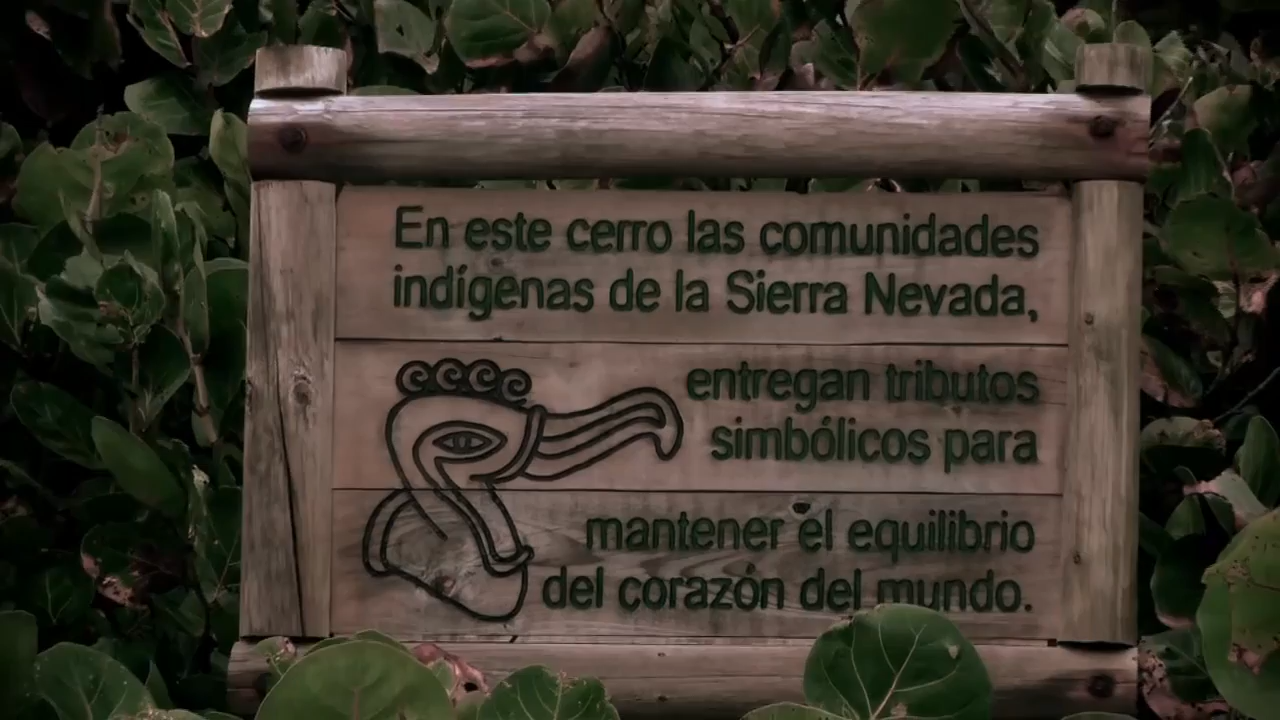 En este cerro las comunidades
indígenas de la Sierra Nevada,
entregan tributos
simbólicos para
mantener el equilibrio
del corazón del mundo.